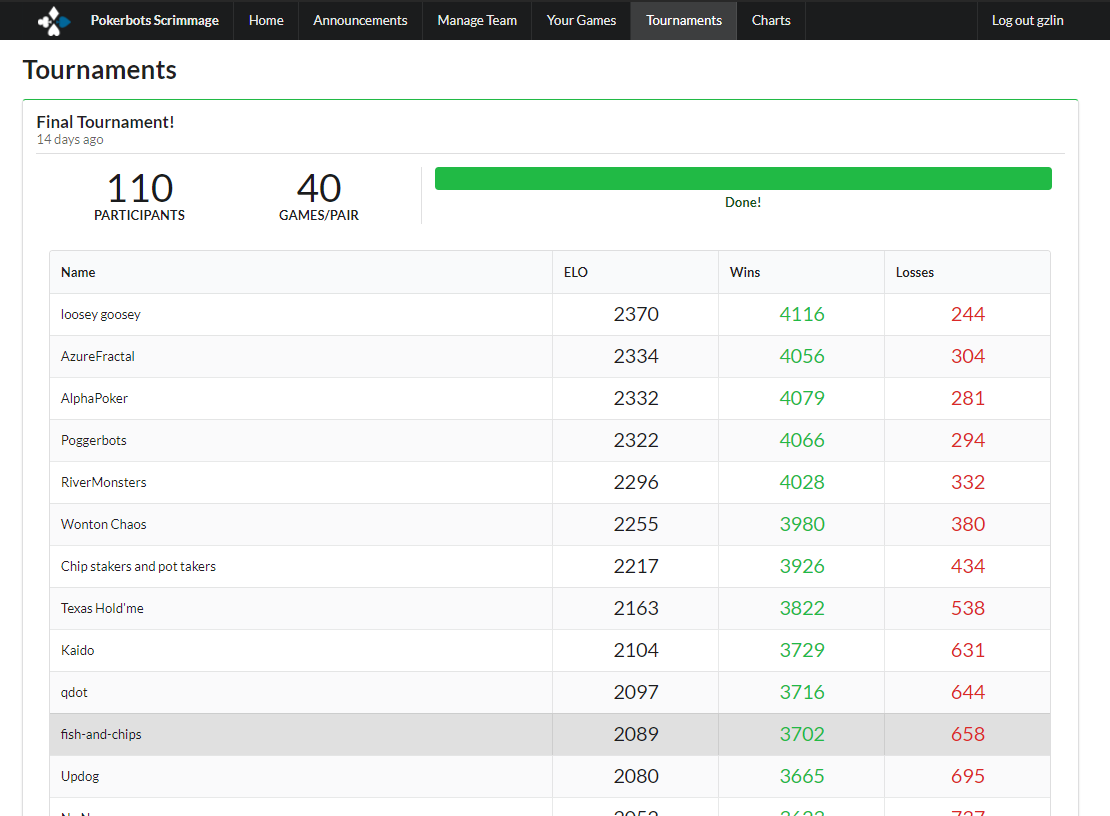 Pokerbots Scrimmage Home Announcements Manage Team Your Games Tournaments Charts Log out gzlin
Tournaments
Final Tournament!
14 days ago
110 40
PARTICIPANTS GAMES/PAIR
Done!
Name ELO Wins Losses
loosey goosey 2370 4116 244
AzureFractal 2334 4056 304
AlphaPoker 2332 4079 281
Poggerbots 2322 4066 294
RiverMonsters 2296 4028 332
Wonton Chaos 2255 3980 380
Chip stakers and pot takers 2217 3926 434
Texas Hold'me 2163 3822 538
Kaido 2104 3729 631
qdot 2097 3716 644
fish-and-chips 2089 3702 658
Updog 2080 3665 695